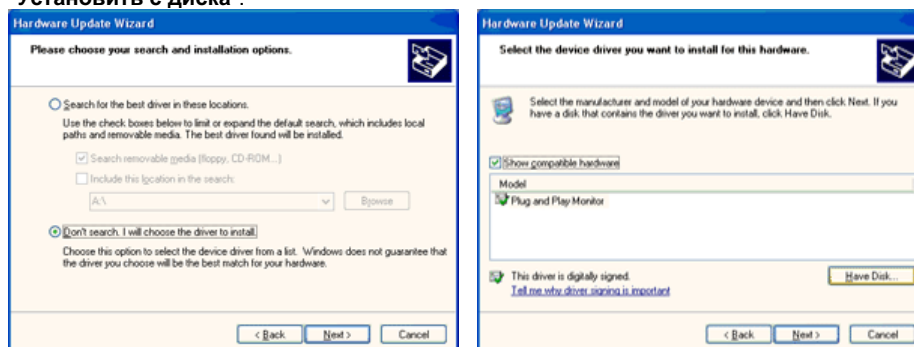 "Установить с диска".
Hardware Update Wizard
Please choose your search and installation options.
Search for the best driver in these locations.
Use the check boxes below to limit or expand the default search, which includes local
paths and removable media. The best driver found will be installed.
Search removable media (floppy, CD-ROM...)
Include this location in the search:
A:\
Browse
Don't search. I will choose the driver to install.
Choose this option to select the device driver from a list. Windows does not guarantee that
the driver you choose will be the best match for your hardware.
< Back
Next >
Cancel
Hardware Update Wizard
Select the device driver you want to install for this hardware.
Select the manufacturer and model of your hardware device and then click Next. If you
have a disk that contains the driver you want to install, click Have Disk.
Show compatible hardware
Model
Plug and Play Monitor
This driver is digitally signed.
Tell me why driver signing is important
Have Disk...
< Back
Next >
Cancel